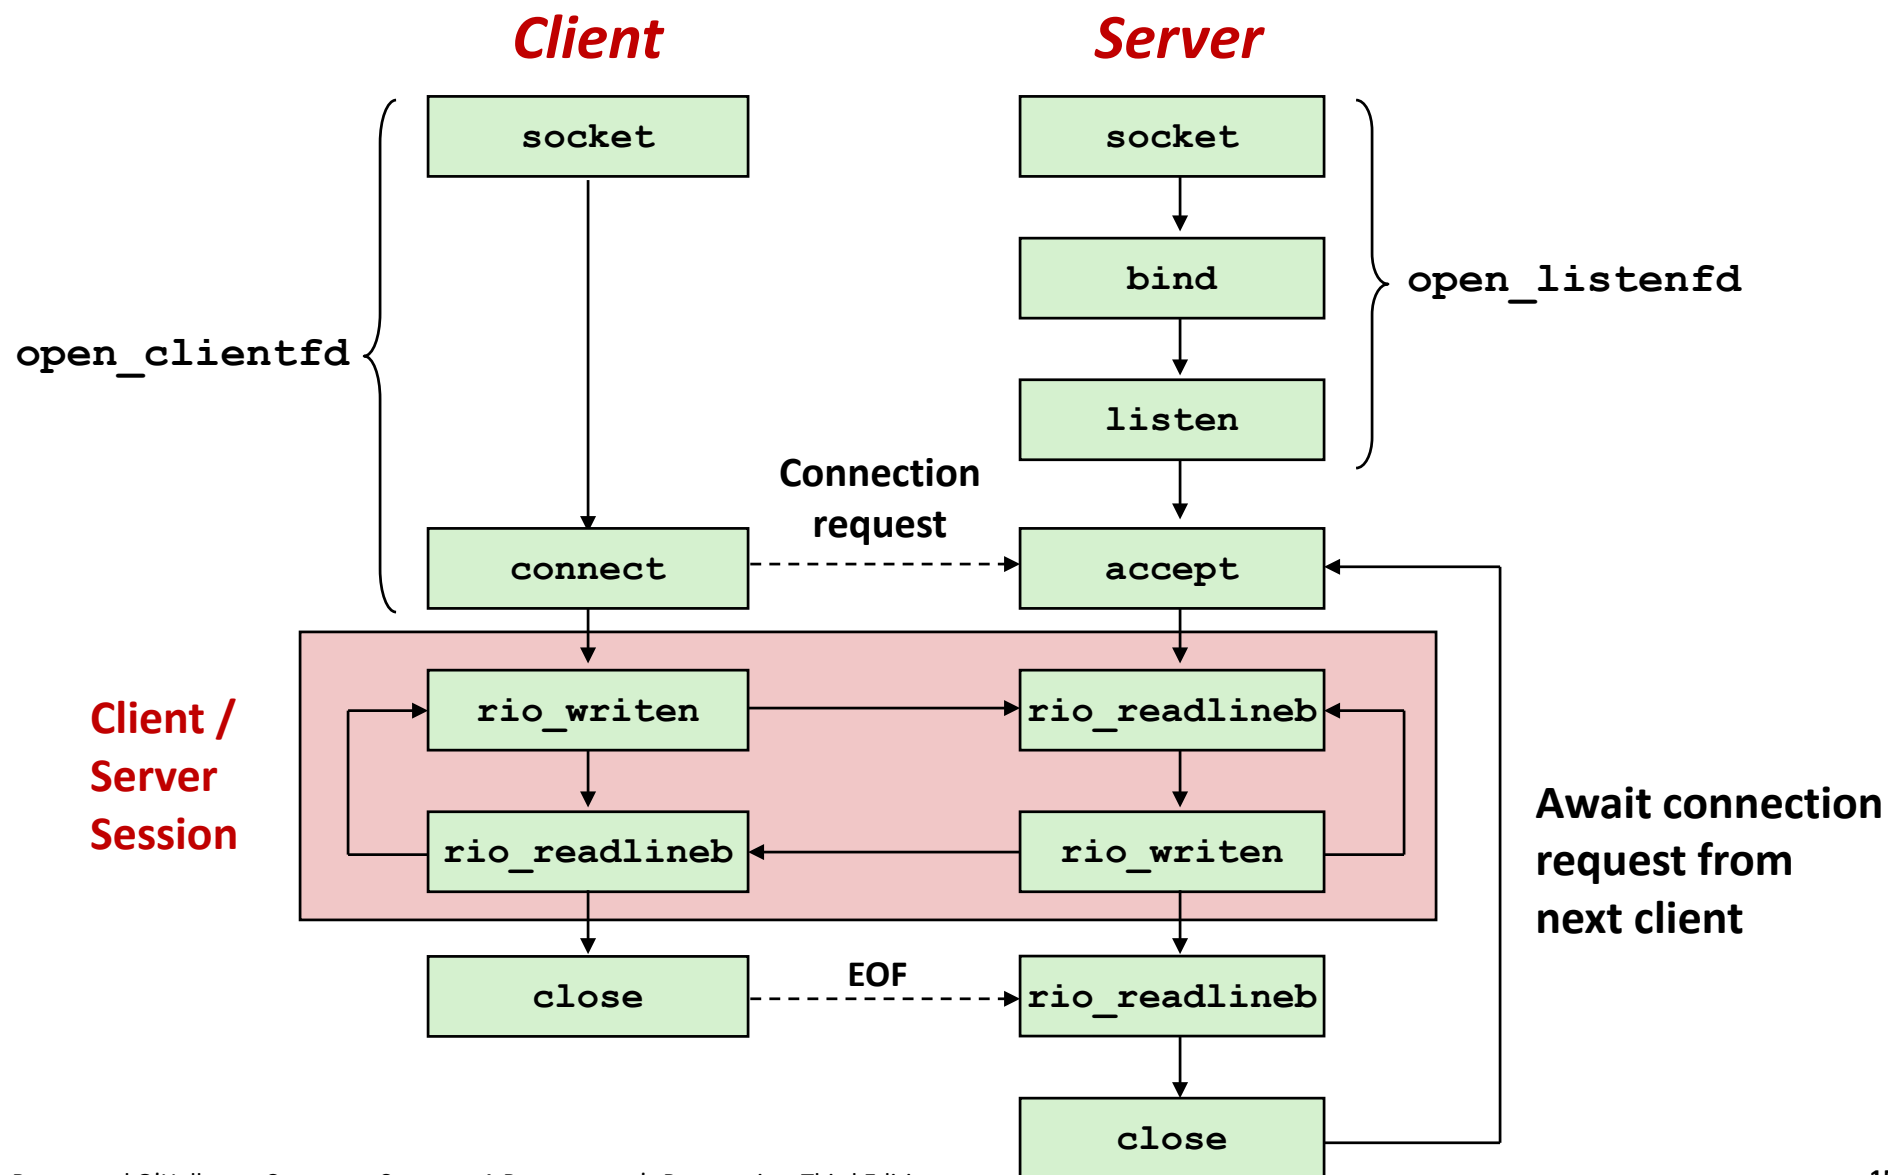 Client
Server
socket
socket
bind
open_listenfd
open_clientfd
listen
Connection
request
connect
accept
Client /
Server
Session
rio_writen
rio_readlineb
Await connection
request from
next client
rio_readlineb
rio_writen
EOF
close
rio_readlineb
close